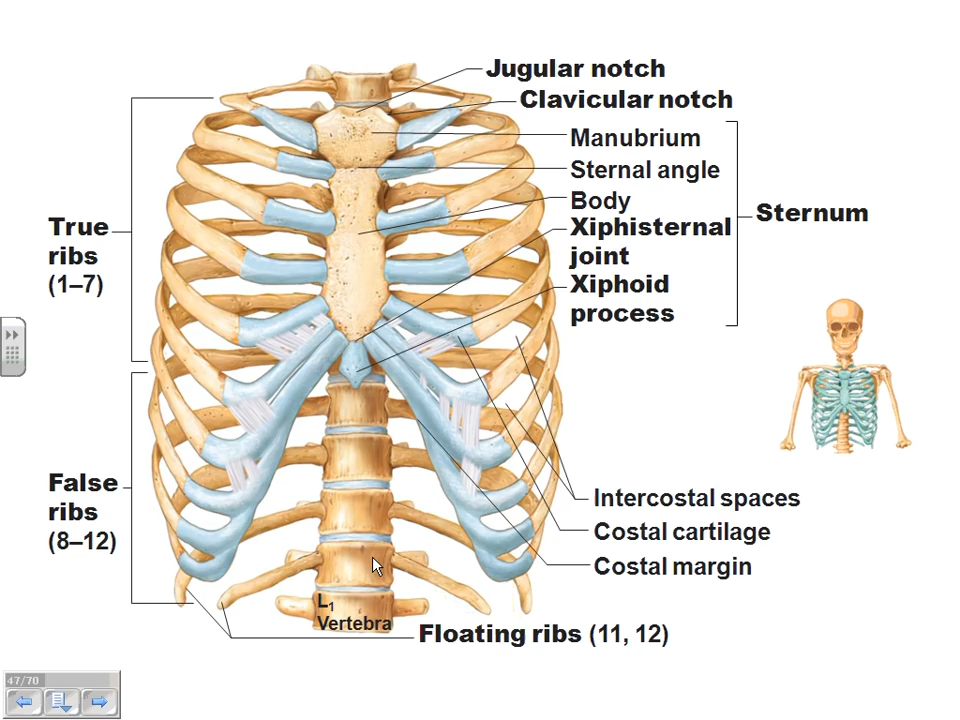 Jugular notch
Clavicular notch
Manubrium
Sternal angle
Body
Xiphisternal
joint
Xiphoid
process
Sternum
True
ribs
(1–7)
False
ribs
(8–12)
Intercostal spaces
Costal cartilage
Costal margin
L1
Vertebra
Floating ribs (11, 12)
47/70